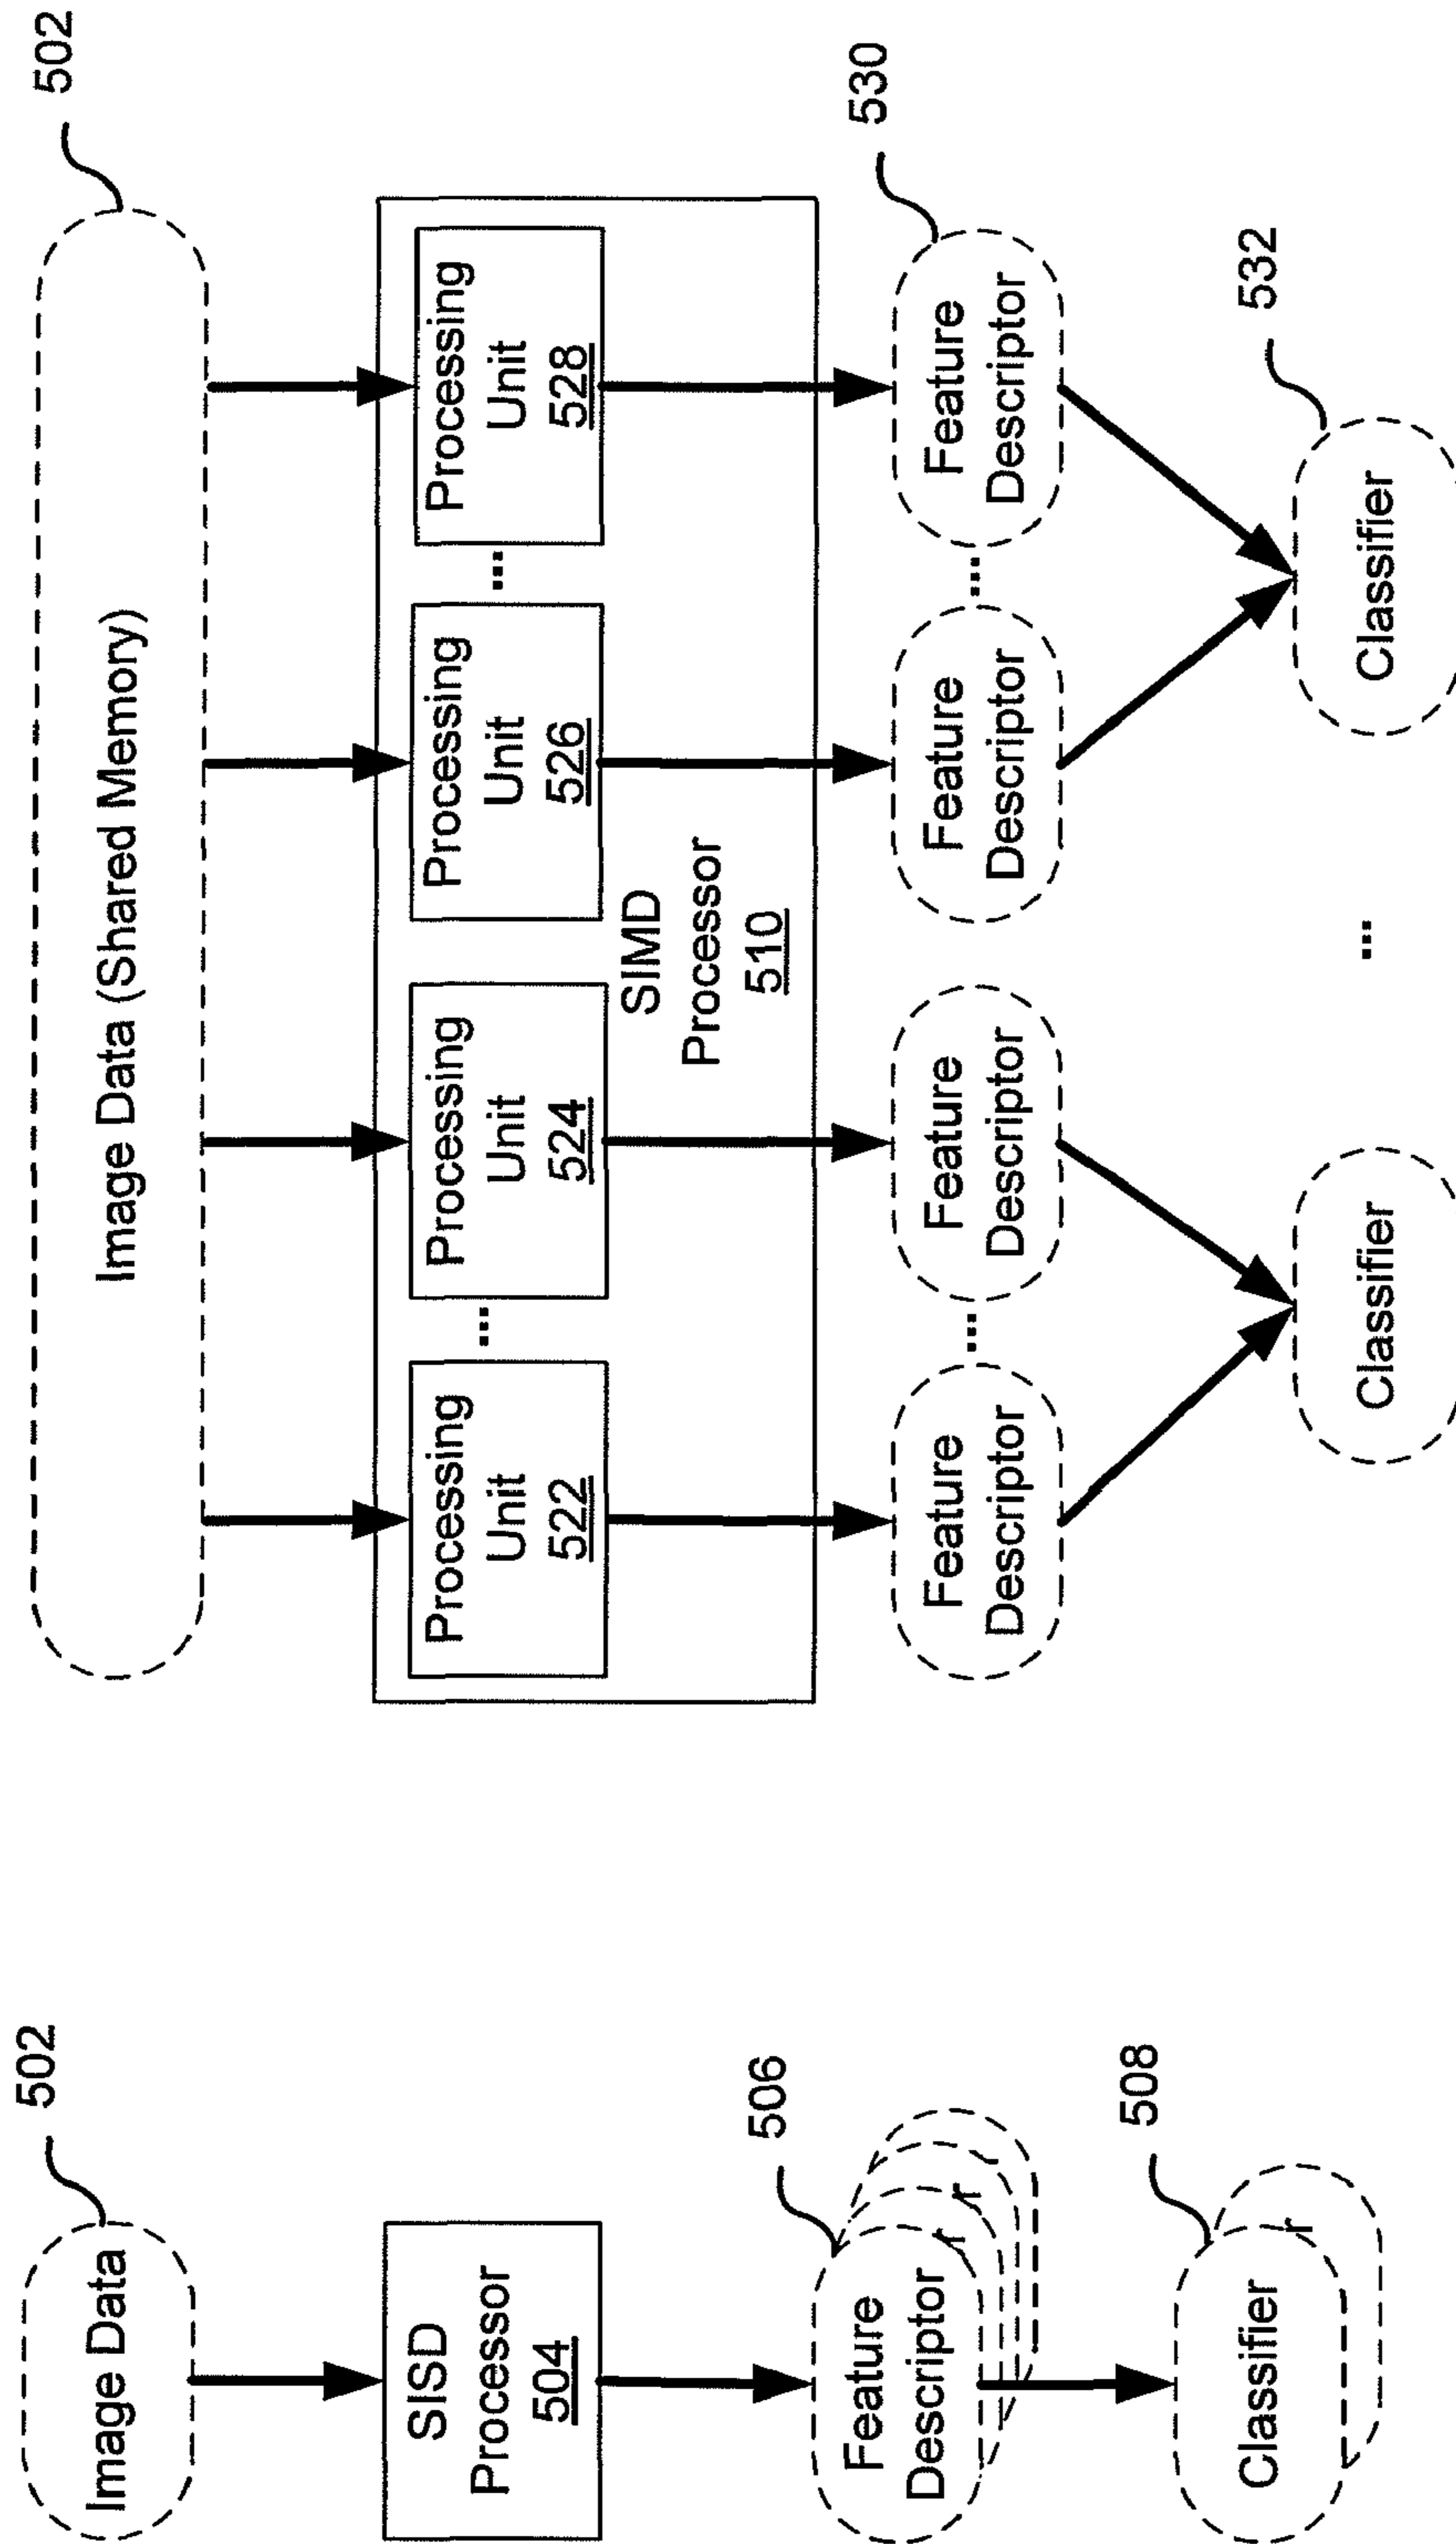 502
Image Data
SISD
Processor
504
506
Feature
Descriptor
r
r
508
Classifier
r
502
Image Data (Shared Memory)
Processing
Unit
522
...
Processing
Unit
524
Processing
Unit
526
...
Processing
Unit
528
SIMD
Processor
510
530
Feature
Descriptor
...
Feature
Descriptor
Feature
Descriptor
...
Feature
Descriptor
532
Classifier
...
Classifier